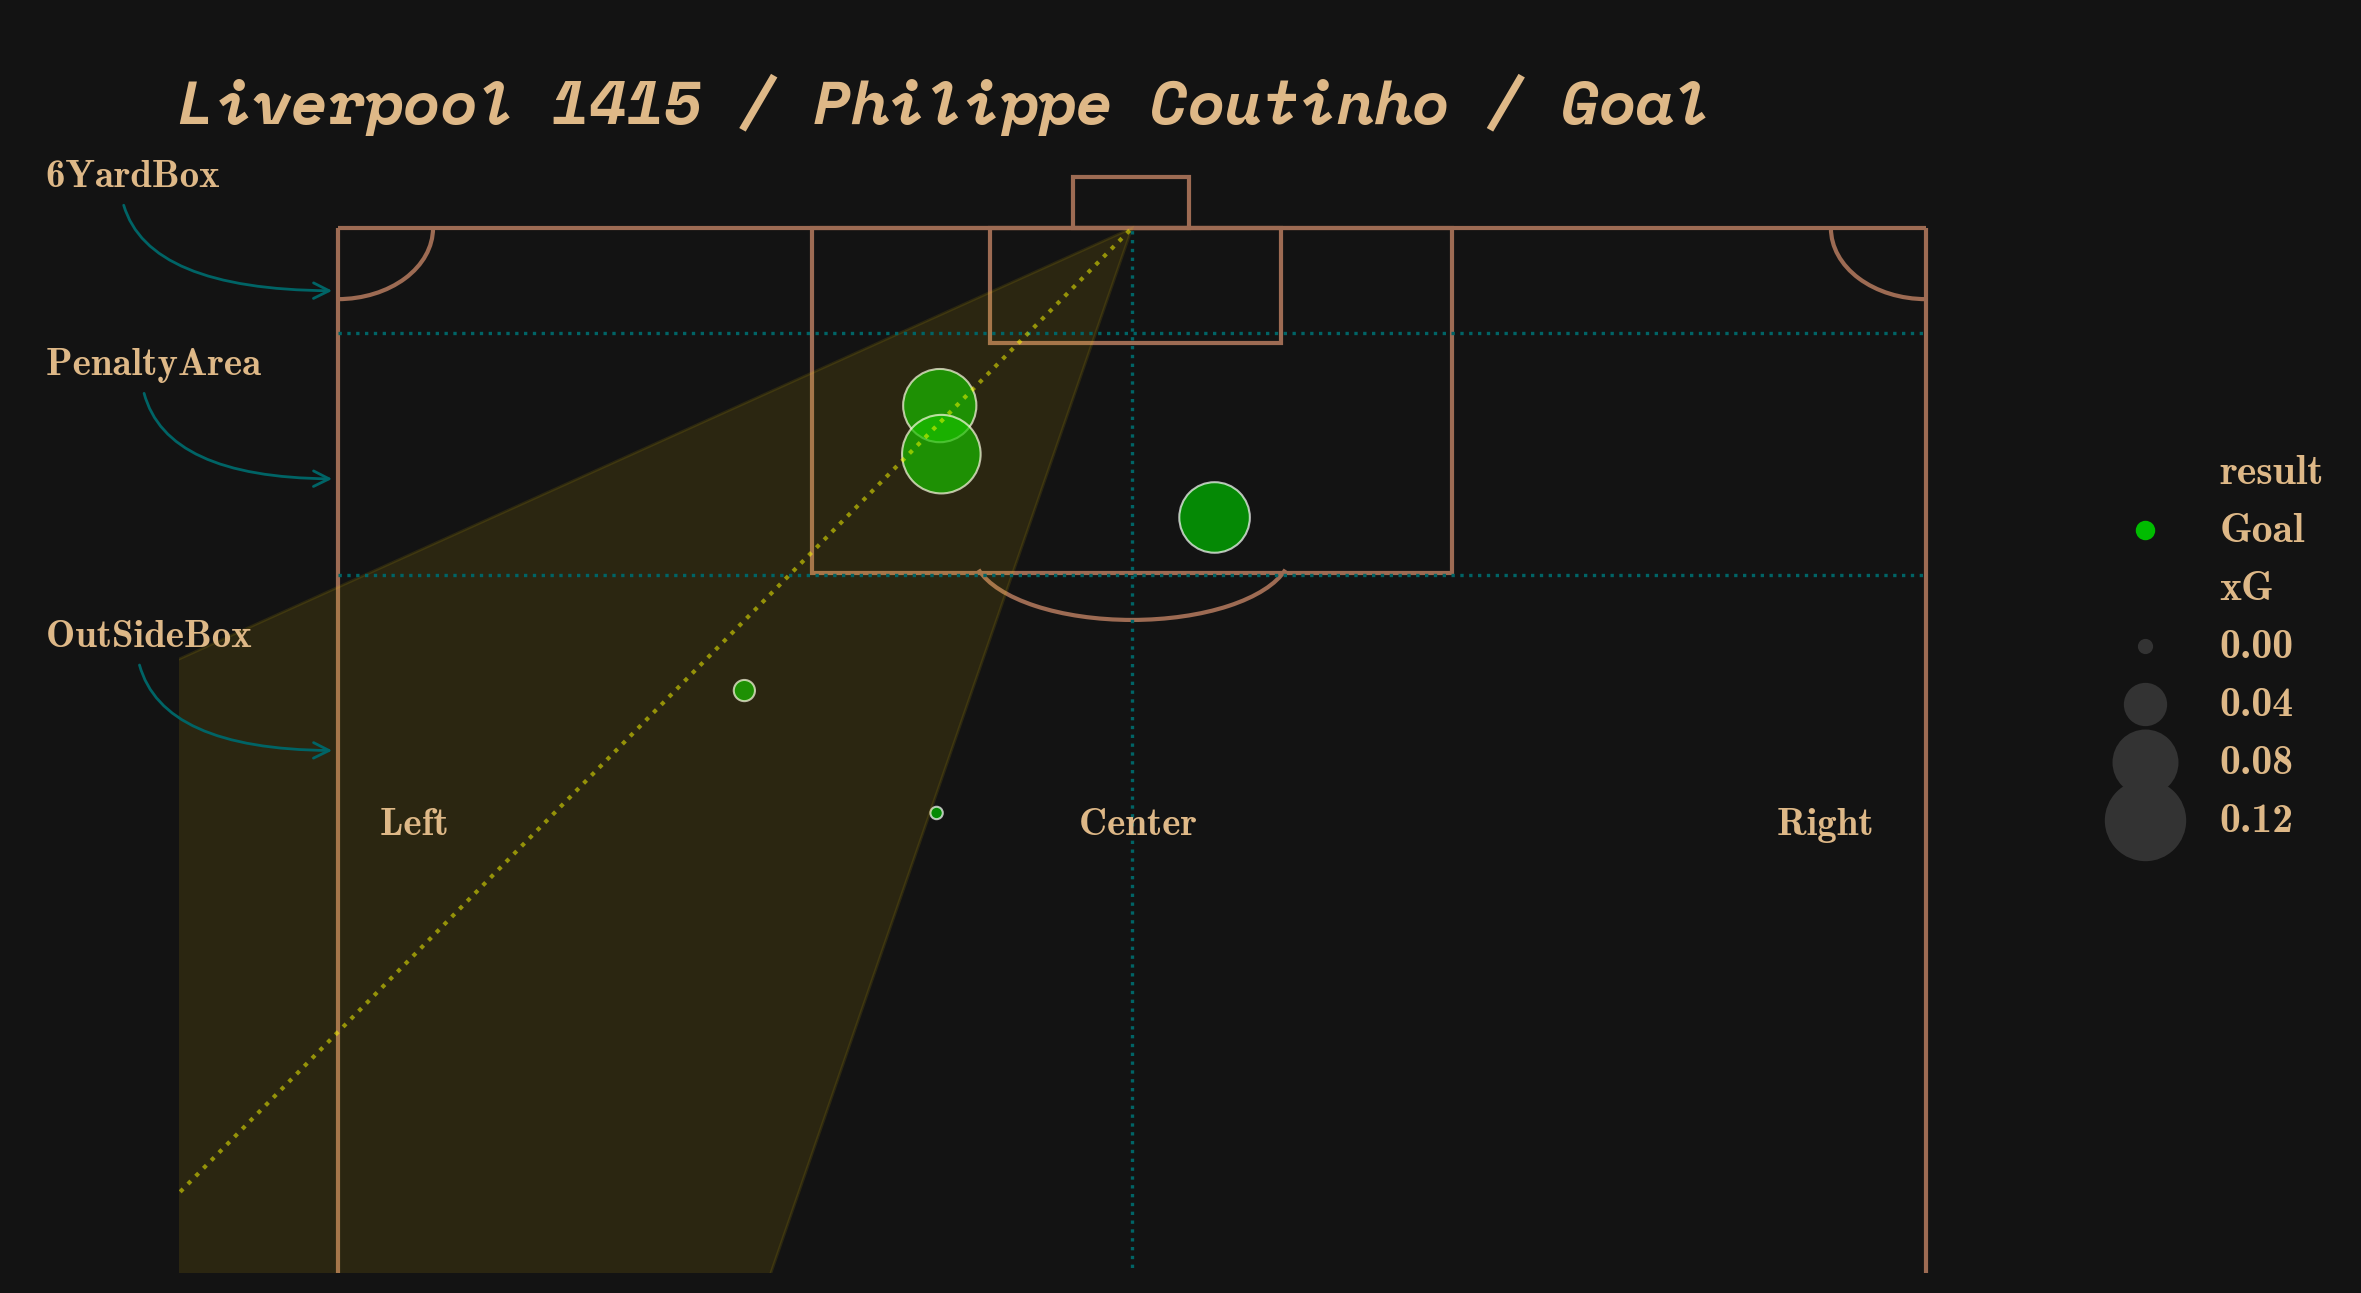 Liverpool 1415 / Philippe Coutinho / Goal
6YardBox
PenaltyArea
OutSideBox
Left
Center
Right
result
Goal
xG
0.00
0.04
0.08
0.12